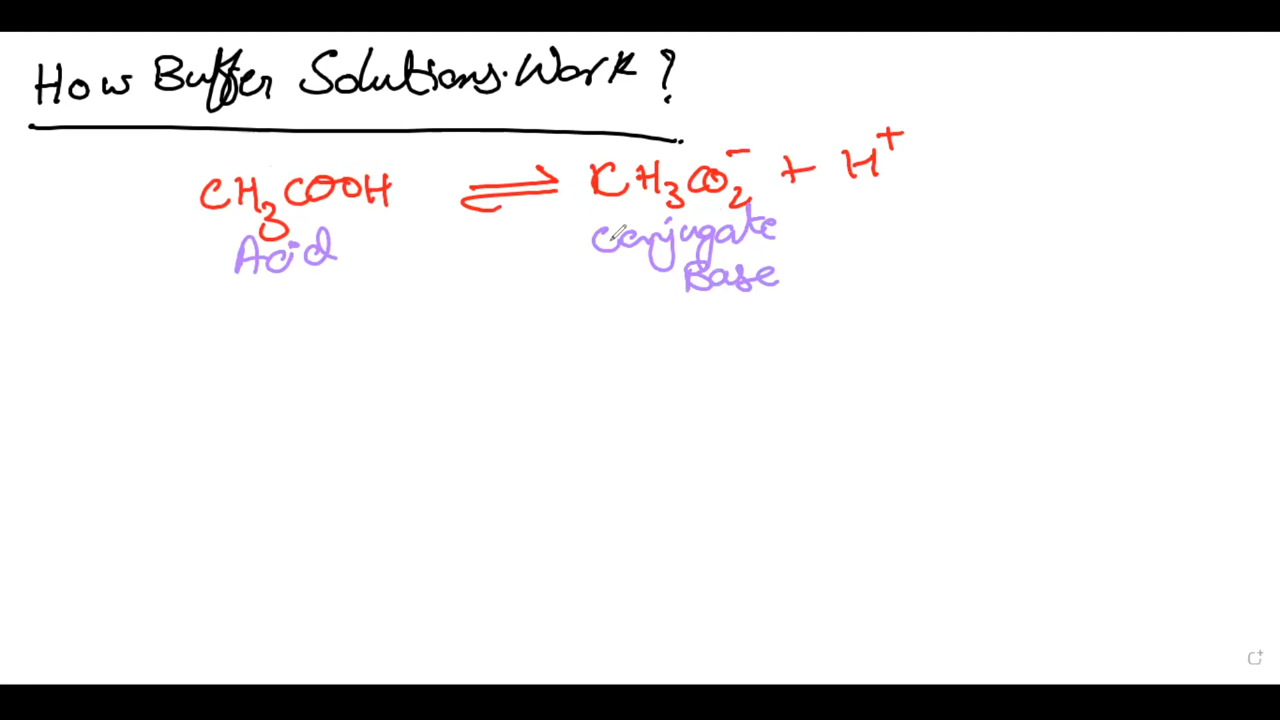 How Buffer Solutions. Work?
CH₃COOH ⇌ CH₃CO₂⁻ + H⁺
Acid Conjugate
Base